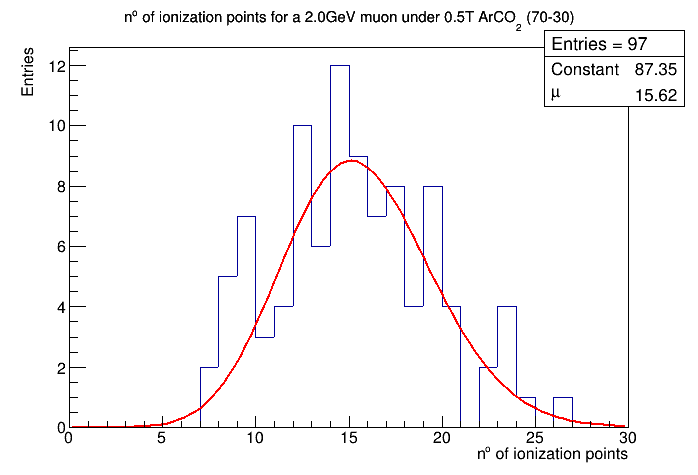 nº of ionization points for a 2.0GeV muon under 0.5T ArCO2 (70-30)
Entries = 97
Constant 87.35
μ 15.62
Entries
12
10
8
6
4
2
0
0 5 10 15 20 25 30
nº of ionization points